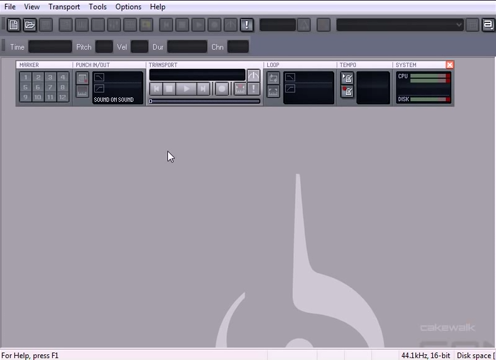 File View Transport Tools Options Help
Time Pitch Vel Dur Chn
MARKER PUNCH IN/OUT TRANSPORT LOOP TEMPO SYSTEM
1 2 3 4 CPU
5 6 7 8
9 10 11 12 SOUND ON SOUND DISK
cakewalk
For Help, press F1 44.1kHz, 16-bit Disk space [